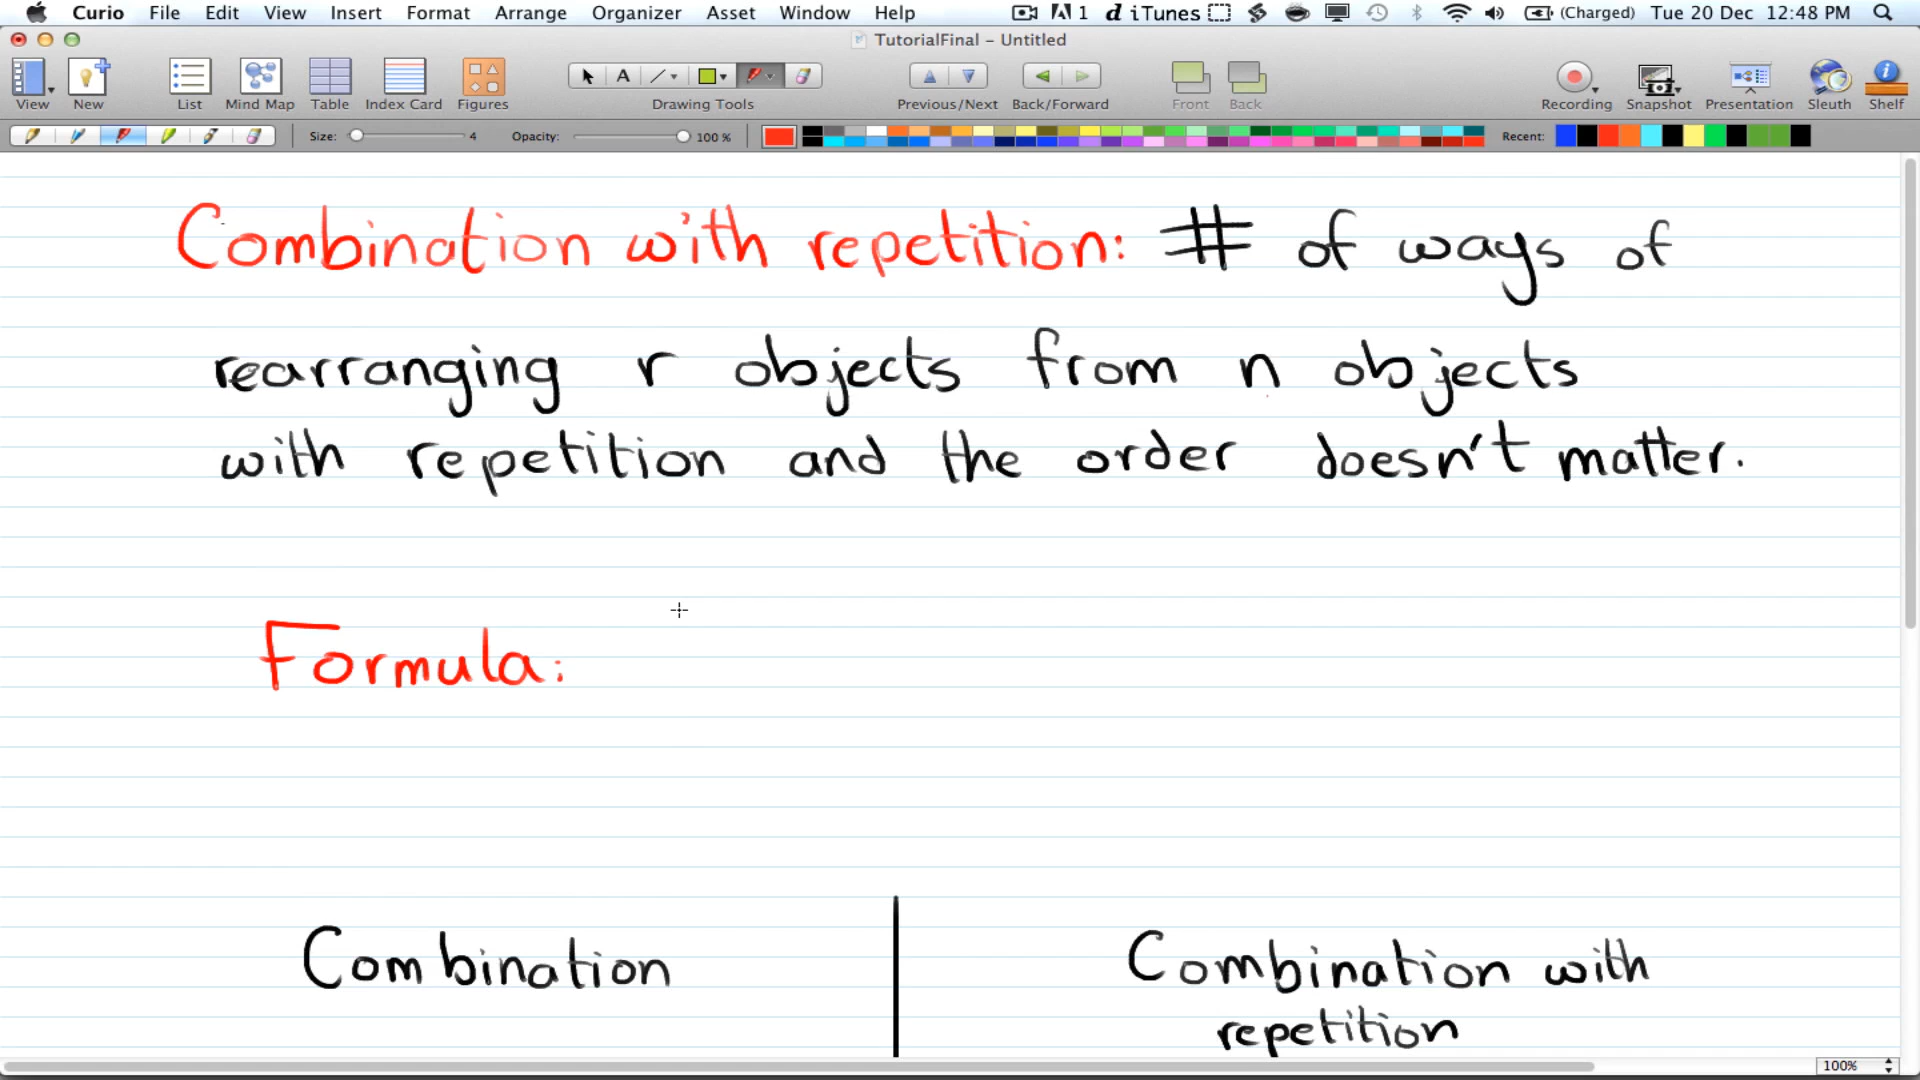 Curio File Edit View Insert Format Arrange Organizer Asset Window Help 1 iTunes (Charged) Tue 20 Dec 12:48 PM
TutorialFinal – Untitled
View New List Mind Map Table Index Card Figures Drawing Tools Previous/Next Back/Forward Front Back Recording Snapshot Presentation Sleuth Shelf
Size: 4 Opacity: 100 % Recent:
Combination with repetition: # of ways of
rearranging r objects from n objects
with repetition and the order doesn't matter.
Formula:
Combination
Combination with
repetition
100%